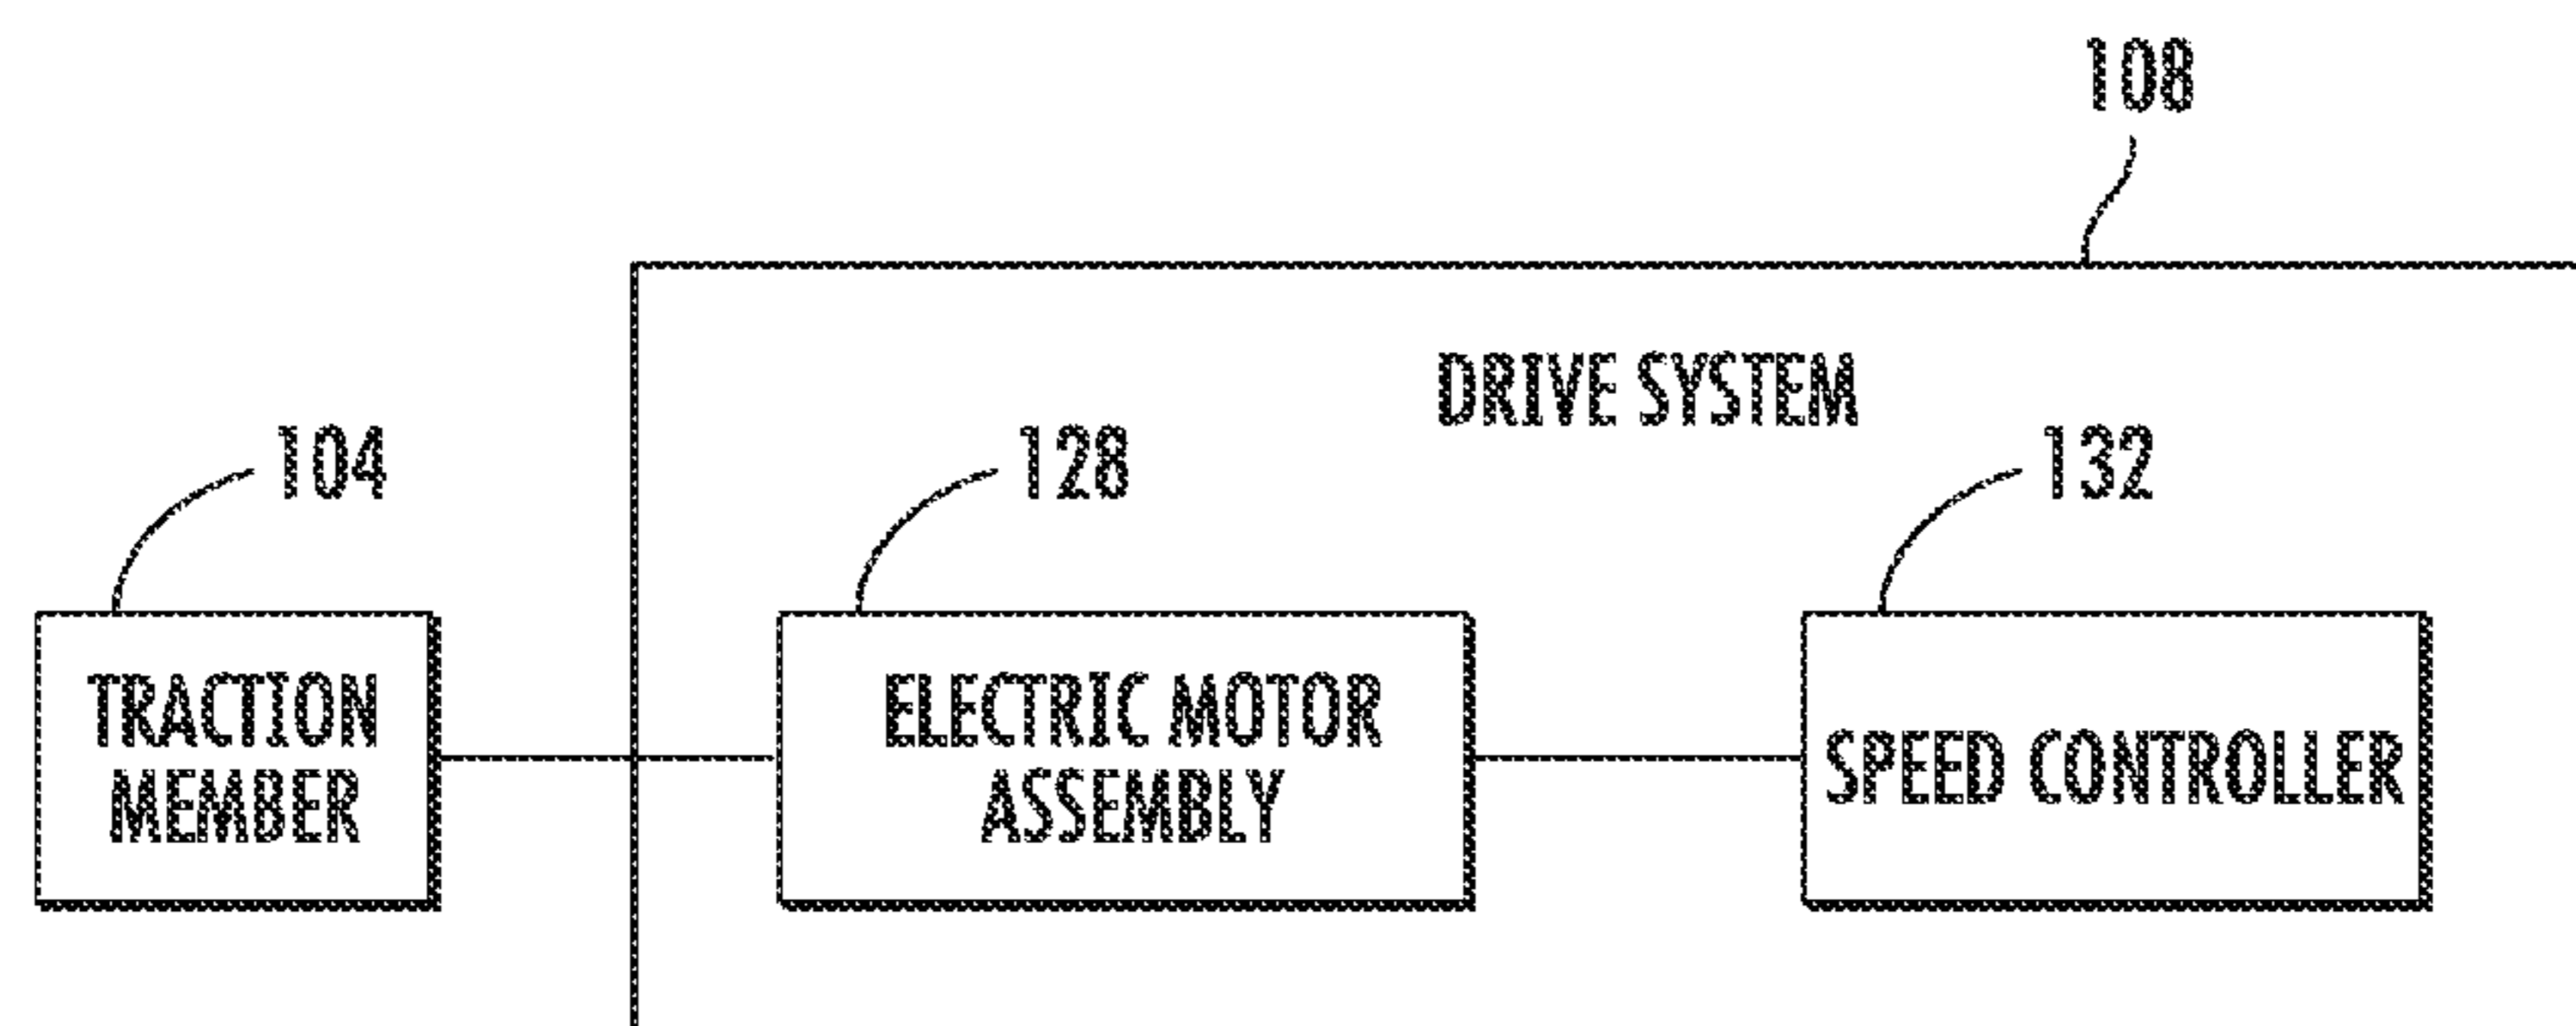 108
DRIVE SYSTEM
104
128
132
TRACTION
MEMBER
ELECTRIC MOTOR
ASSEMBLY
SPEED CONTROLLER